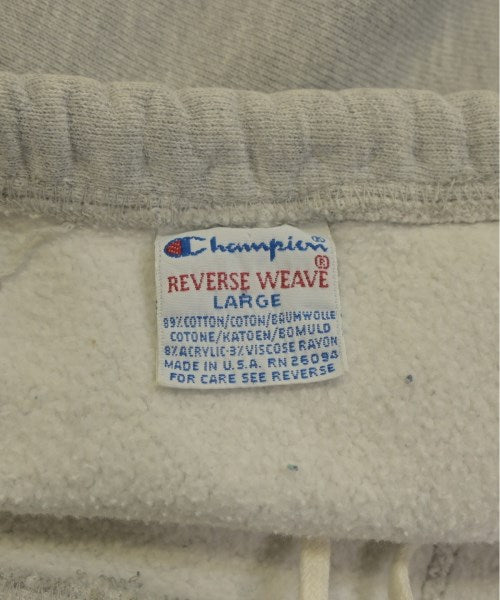 Champion®
REVERSE WEAVE®
LARGE
89%COTTON/COTON/BAUMWOLLE
COTONE/KATOEN/BOMULD
8%ACRYLIC-3%VISCOSE RAYON
MADE IN U.S.A. RN 26094
FOR CARE SEE REVERSE